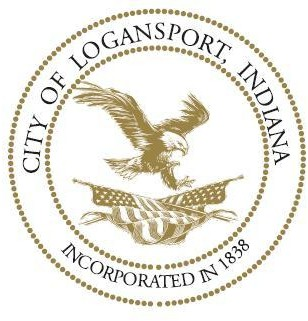 CITY OF LOGANSPORT, INDIANA
INCORPORATED IN 1838